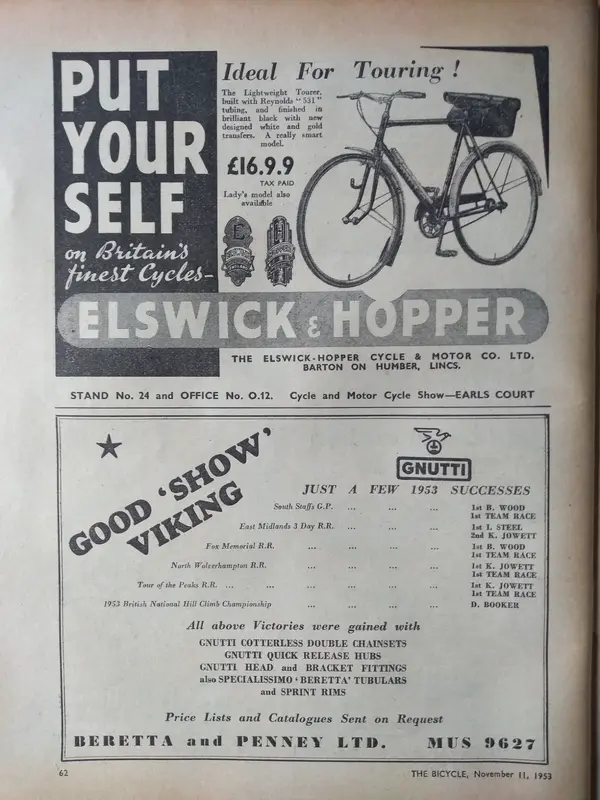 PUT
YOUR
SELF
on Britain's
finest Cycles-
Ideal For Touring !
The Lightweight Tourer,
built with Reynolds "531"
tubing, and finished in
brilliant black with new
designed white and gold
transfers. A really smart
model.
£16.9.9
TAX PAID
Lady's model also
available
E
H
ELSWICK & HOPPER
THE ELSWICK-HOPPER CYCLE & MOTOR CO. LTD.
BARTON ON HUMBER, LINCS.
STAND No. 24 and OFFICE No. O.12. Cycle and Motor Cycle Show—EARLS COURT
GOOD 'SHOW'
VIKING
GNUTTI
JUST A FEW 1953 SUCCESSES
South Staffs G.P. ... ... ... 1st B. WOOD
1st TEAM RACE
East Midlands 3 Day R.R. ... ... ... 1st I. STEEL
2nd K. JOWETT
Fox Memorial R.R. ... ... ... 1st B. WOOD
1st TEAM RACE
North Wolverhampton R.R. ... ... ... 1st K. JOWETT
1st TEAM RACE
Tour of the Peaks R.R. ... ... ... ... 1st K. JOWETT
1st TEAM RACE
1953 British National Hill Climb Championship ... ... ... D. BOOKER
All above Victories were gained with
GNUTTI COTTERLESS DOUBLE CHAINSETS
GNUTTI QUICK RELEASE HUBS
GNUTTI HEAD and BRACKET FITTINGS
also SPECIALISSIMO 'BERETTA' TUBULARS
and SPRINT RIMS
Price Lists and Catalogues Sent on Request
BERETTA and PENNEY LTD. MUS 9627
62
THE BICYCLE, November 11, 1953